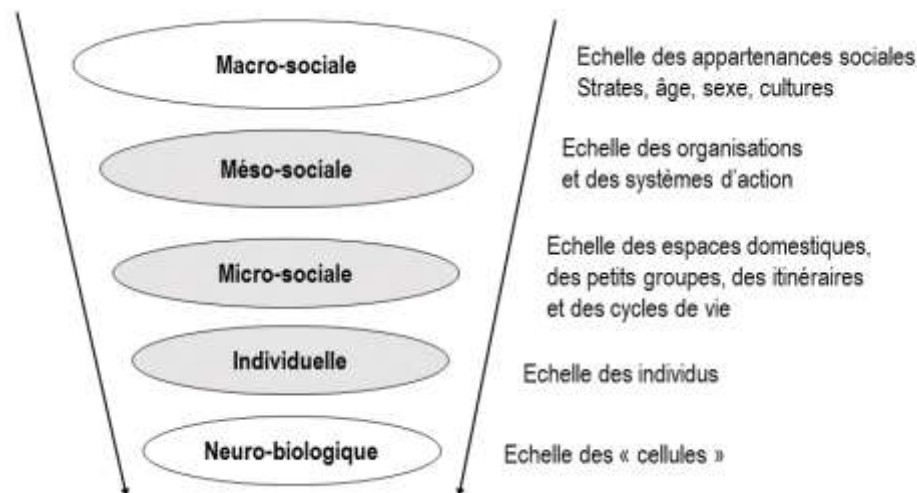 Macro-sociale
Echelle des appartenances sociales
Strates, âge, sexe, cultures
Méso-sociale
Echelle des organisations
et des systèmes d'action
Micro-sociale
Echelle des espaces domestiques,
des petits groupes, des itinéraires
et des cycles de vie
Individuelle
Echelle des individus
Neuro-biologique
Echelle des « cellules »